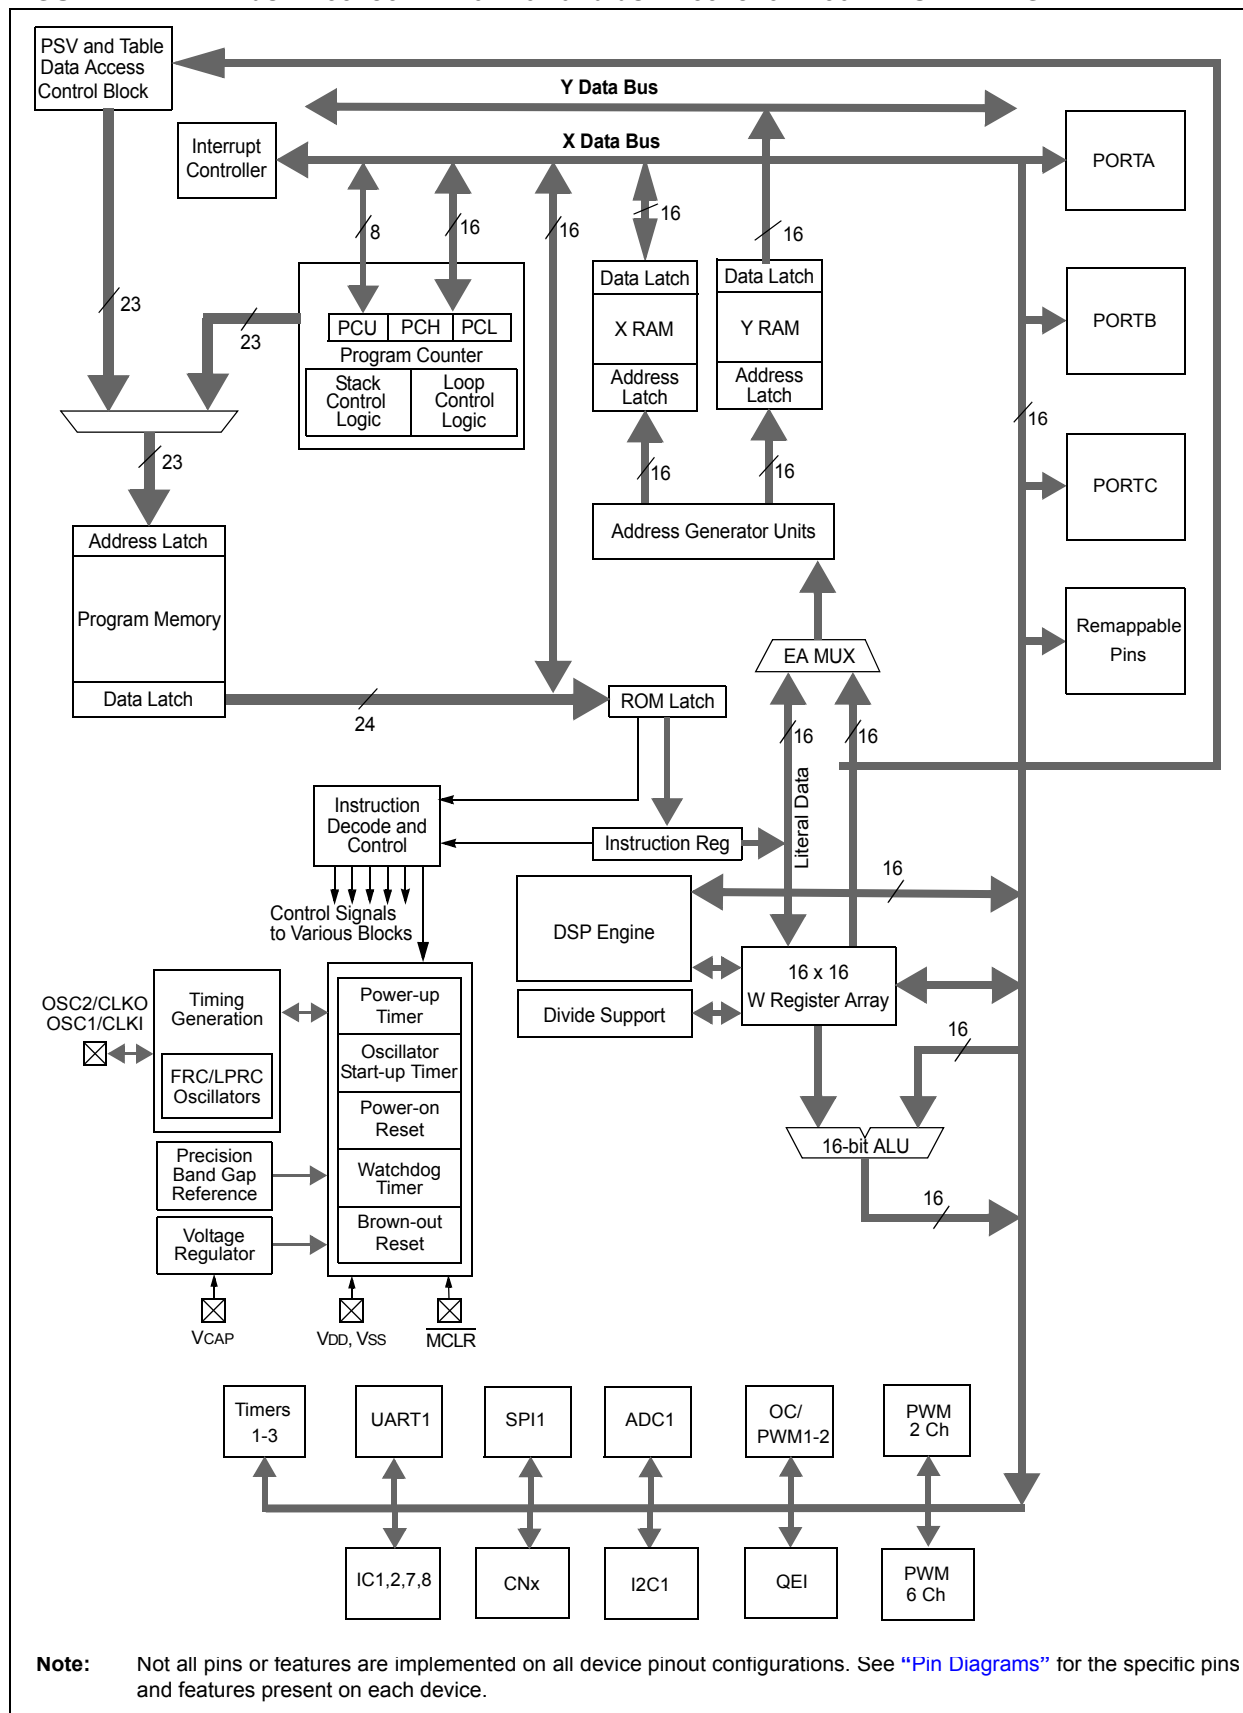 PSV and Table
Data Access
Control Block
Y Data Bus
Interrupt
Controller
X Data Bus
PORTA
8
16
16
16
16
Data Latch
Data Latch
23
23
PCU PCH PCL
X RAM
Y RAM
PORTB
Program Counter
Stack
Control
Logic
Loop
Control
Logic
Address
Latch
Address
Latch
16
23
16
16
PORTC
Address Generator Units
Address Latch
Program Memory
Data Latch
Remappable
Pins
EA MUX
24
ROM Latch
16
16
Literal Data
Instruction
Decode and
Control
Instruction Reg
16
Control Signals
to Various Blocks
DSP Engine
16 x 16
W Register Array
Divide Support
OSC2/CLKO
OSC1/CLKI
Timing
Generation
FRC/LPRC
Oscillators
Power-up
Timer
Oscillator
Start-up Timer
Power-on
Reset
Watchdog
Timer
Brown-out
Reset
16
16-bit ALU
Precision
Band Gap
Reference
16
Voltage
Regulator
VCAP
VDD, VSS
MCLR
Timers
1-3
UART1
SPI1
ADC1
OC/
PWM1-2
PWM
2 Ch
IC1,2,7,8
CNx
I2C1
QEI
PWM
6 Ch
Note: Not all pins or features are implemented on all device pinout configurations. See “Pin Diagrams” for the specific pins
and features present on each device.